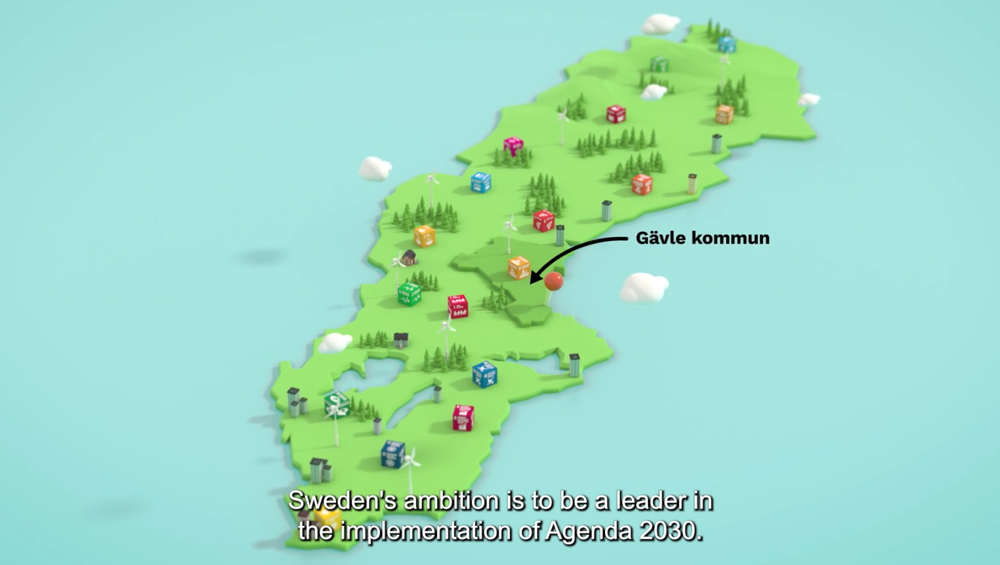 Gävle kommun
Sweden's ambition is to be a leader in
the implementation of Agenda 2030.